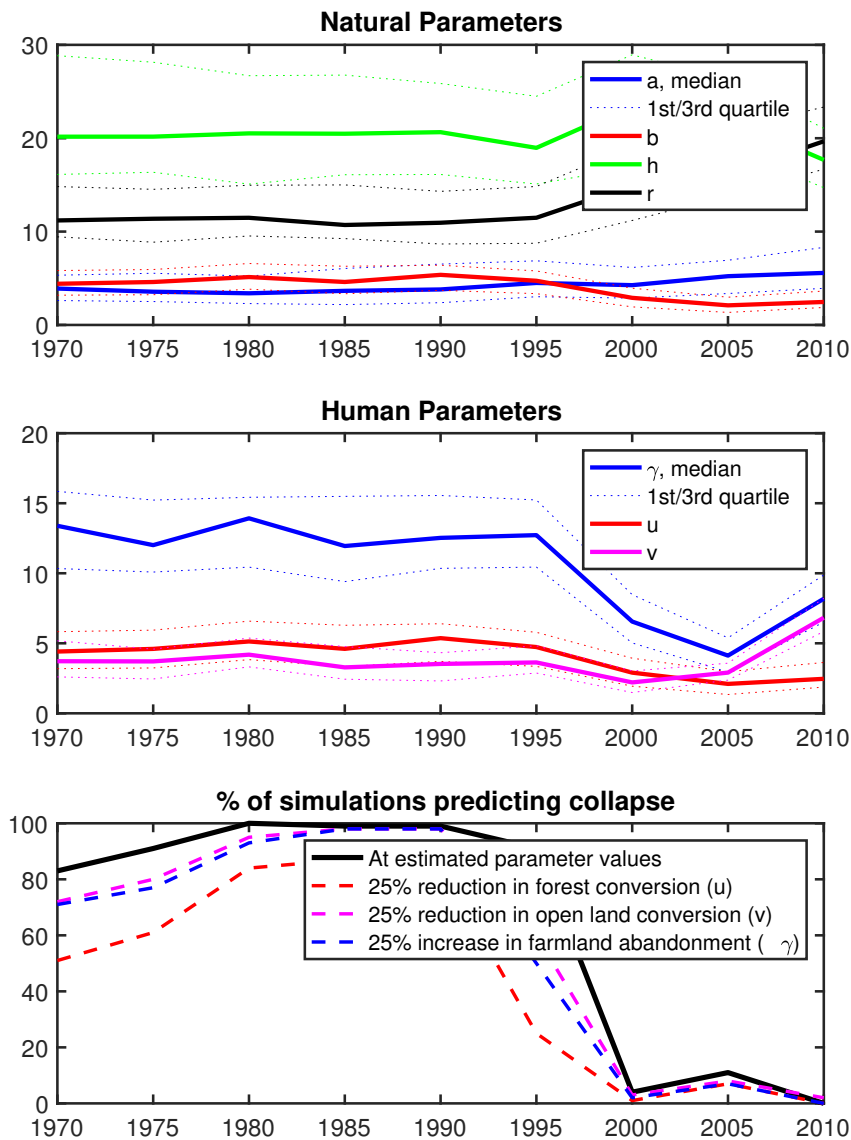 Natural Parameters
30
20
10
0
a, median
1st/3rd quartile
b
h
r
1970 1975 1980 1985 1990 1995 2000 2005 2010
Human Parameters
20
15
10
5
0
γ, median
1st/3rd quartile
u
v
1970 1975 1980 1985 1990 1995 2000 2005 2010
% of simulations predicting collapse
100
80
60
40
20
0
At estimated parameter values
25% reduction in forest conversion (u)
25% reduction in open land conversion (v)
25% increase in farmland abandonment ( γ)
1970 1975 1980 1985 1990 1995 2000 2005 2010